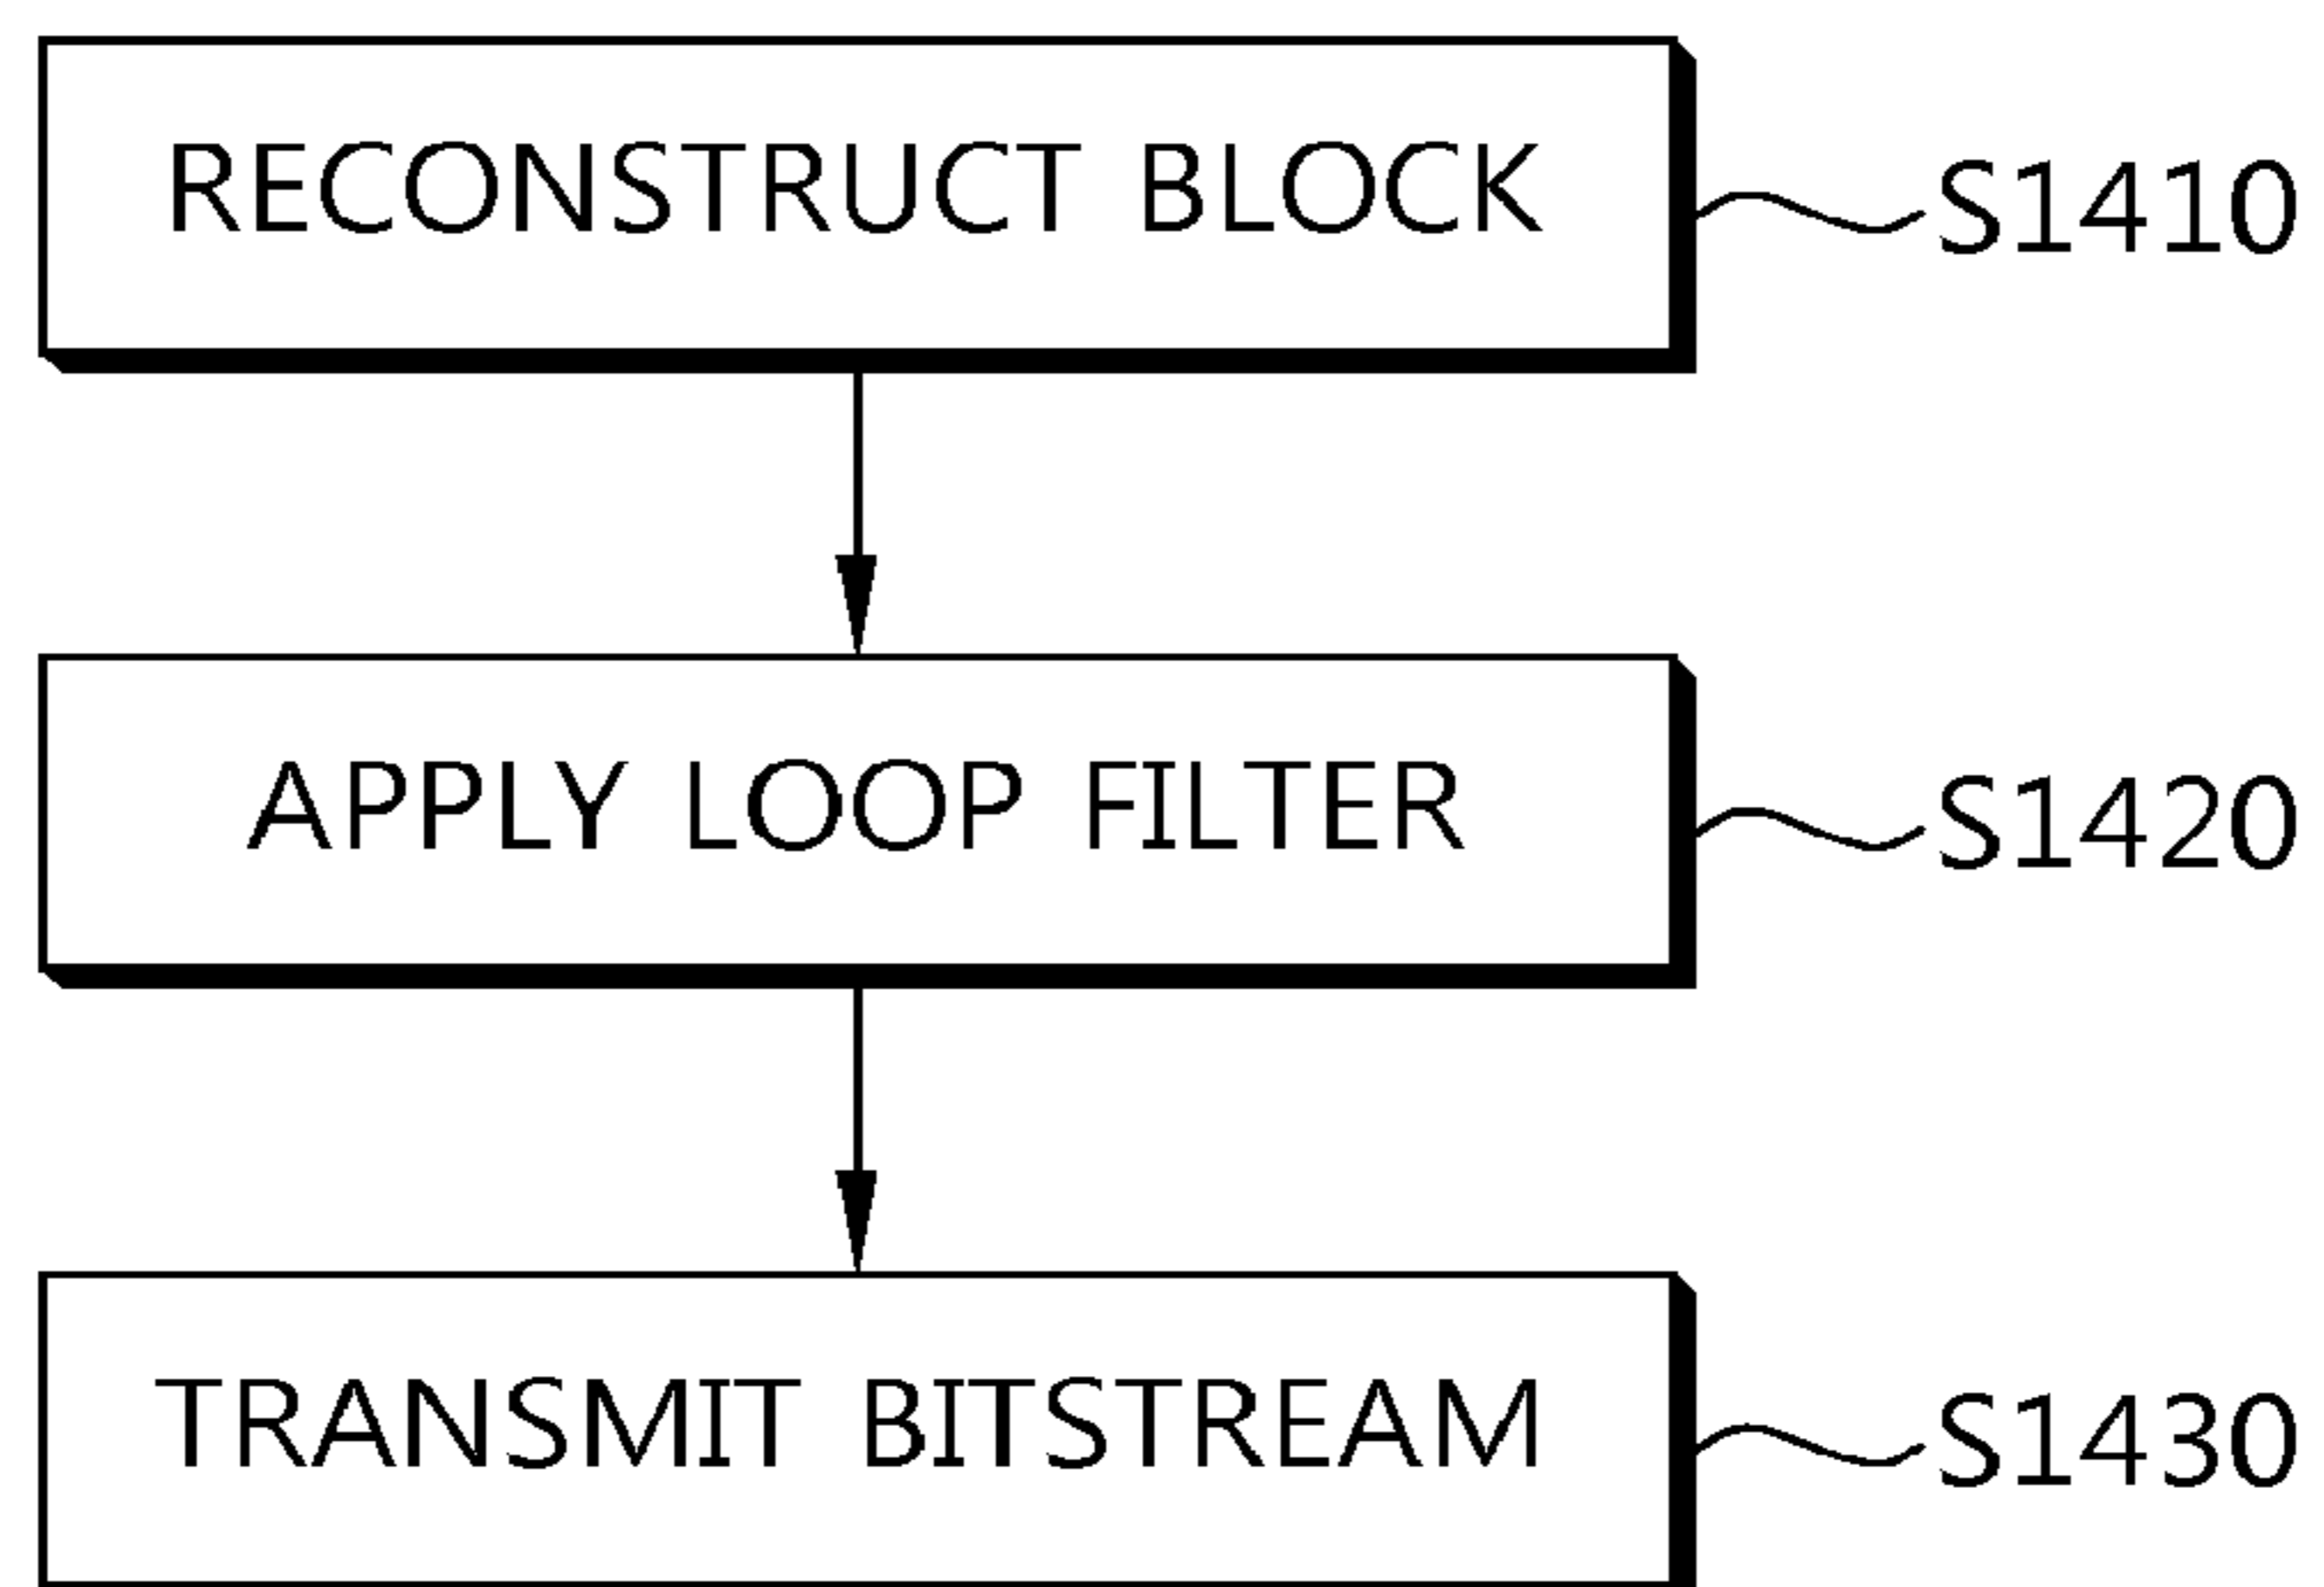 RECONSTRUCT BLOCK
S1410
APPLY LOOP FILTER
S1420
TRANSMIT BITSTREAM
S1430